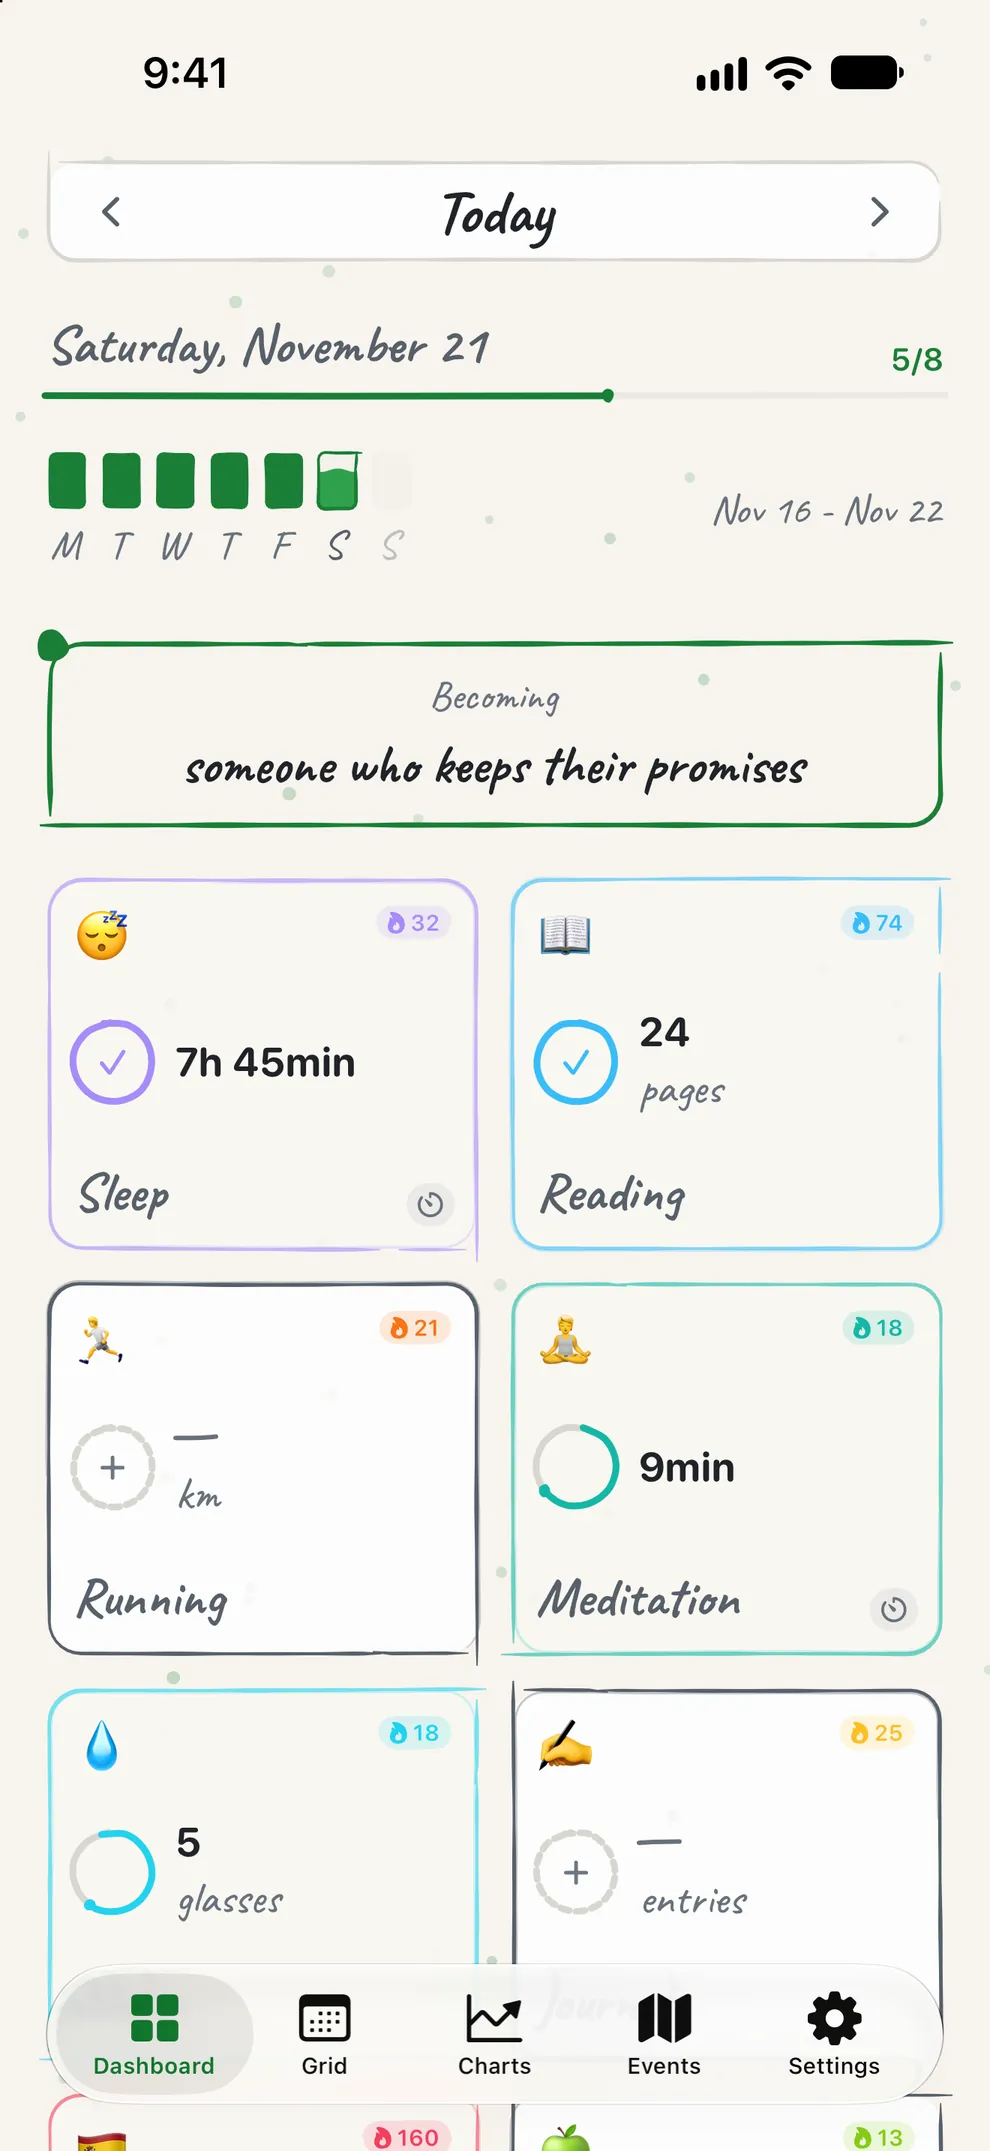 9:41
Today
Saturday, November 21
5/8
M T W T F S S
Nov 16 - Nov 22
Becoming
someone who keeps their promises
32
7h 45min
Sleep
74
24
pages
Reading
21
km
Running
18
9min
Meditation
18
5
glasses
25
entries
Dashboard
Grid
Charts
Events
Settings
160
13